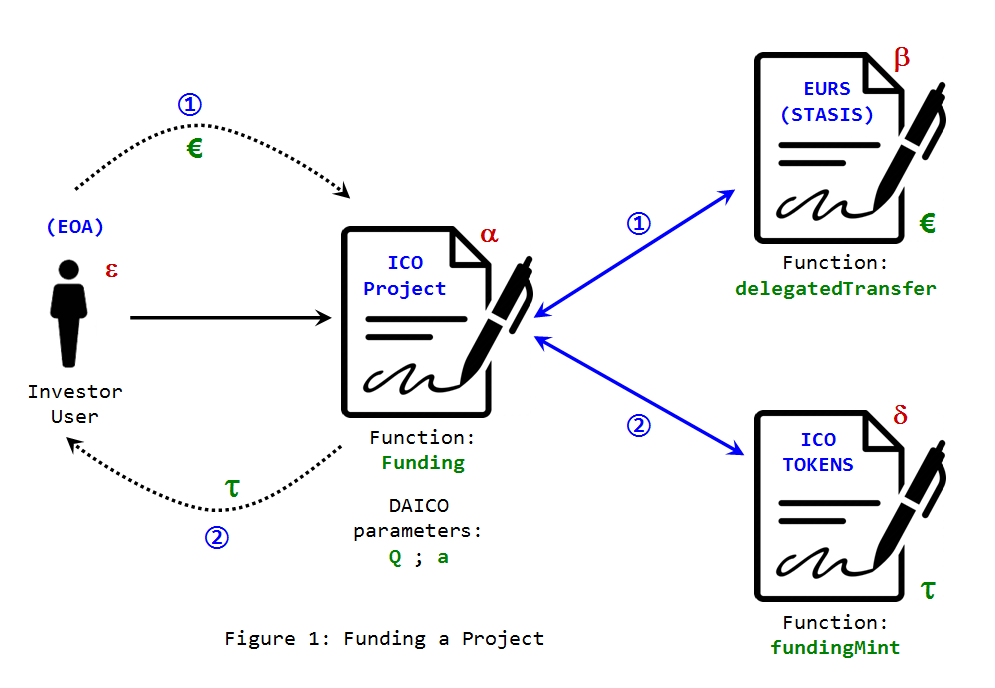 ①
€
(EOA)
ε
Investor
User
τ
②
α
ICO
Project
Function:
Funding
DAICO
parameters:
Q ; a
①
②
β
EURS
(STASIS)
€
Function:
delegatedTransfer
δ
ICO
TOKENS
τ
Function:
fundingMint
Figure 1: Funding a Project